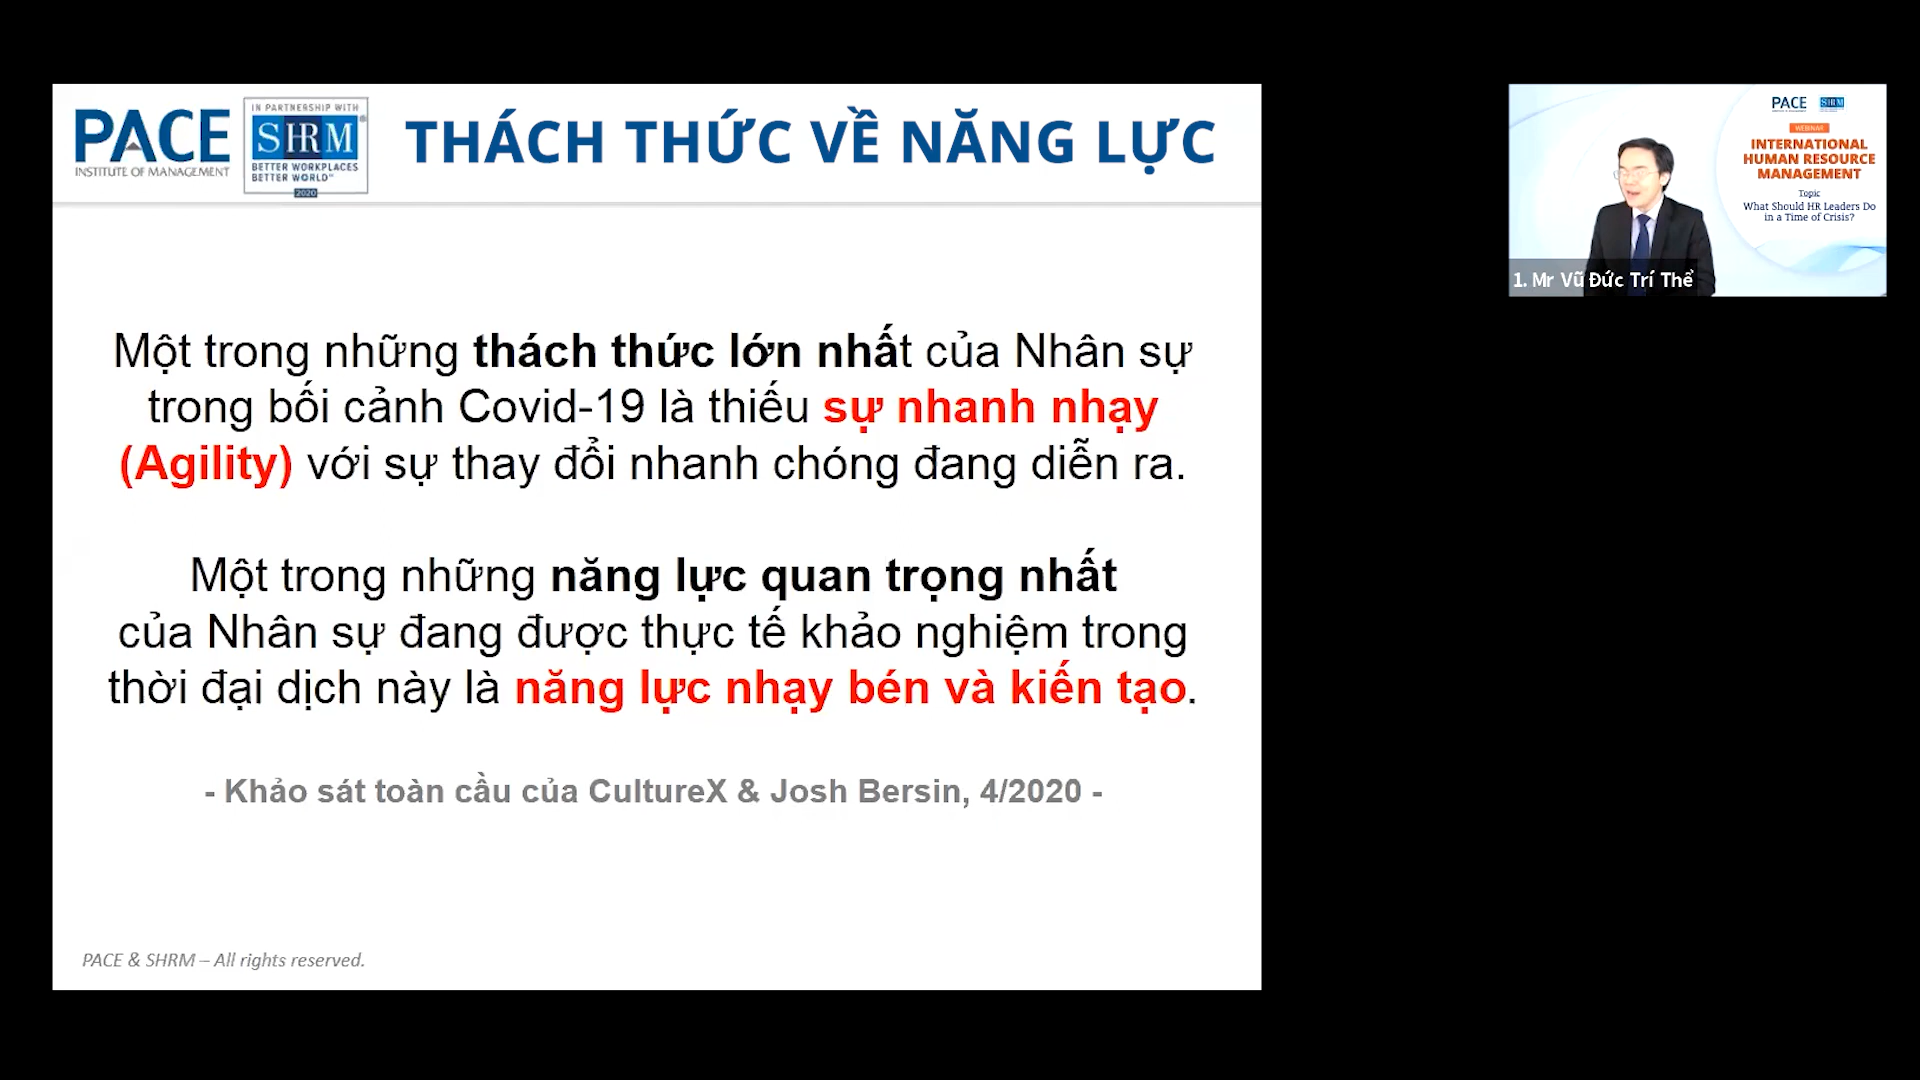 PACE
INSTITUTE OF MANAGEMENT
IN PARTNERSHIP WITH
SHRM®
BETTER WORKPLACES
BETTER WORLD™
2020
THÁCH THỨC VỀ NĂNG LỰC
Một trong những thách thức lớn nhất của Nhân sự
trong bối cảnh Covid-19 là thiếu sự nhanh nhạy
(Agility) với sự thay đổi nhanh chóng đang diễn ra.
Một trong những năng lực quan trọng nhất
của Nhân sự đang được thực tế khảo nghiệm trong
thời đại dịch này là năng lực nhạy bén và kiến tạo.
- Khảo sát toàn cầu của CultureX & Josh Bersin, 4/2020 -
PACE & SHRM – All rights reserved.
PACE SHRM
WEBINAR
INTERNATIONAL
HUMAN RESOURCE
MANAGEMENT
Topic
What Should HR Leaders Do
in a Time of Crisis?
1. Mr Vũ Đức Trí Thể